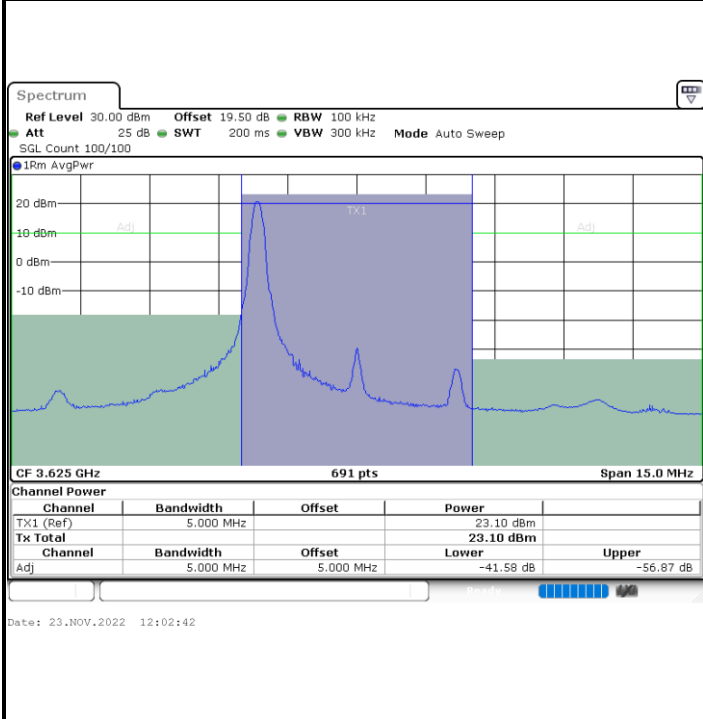 Spectrum
Ref Level 30.00 dBm Offset 19.50 dB RBW 100 kHz
Att 25 dB SWT 200 ms VBW 300 kHz Mode Auto Sweep
SGL Count 100/100
1Rm AvgPwr
20 dBm
TX1
Adj
Adj
10 dBm
0 dBm
-10 dBm
CF 3.625 GHz 691 pts Span 15.0 MHz
Channel Power
Channel Bandwidth Offset Power
TX1 (Ref) 5.000 MHz 23.10 dBm
Tx Total 23.10 dBm
Channel Bandwidth Offset Lower Upper
Adj 5.000 MHz 5.000 MHz -41.58 dB -56.87 dB
Ready
Date: 23.NOV.2022 12:02:42